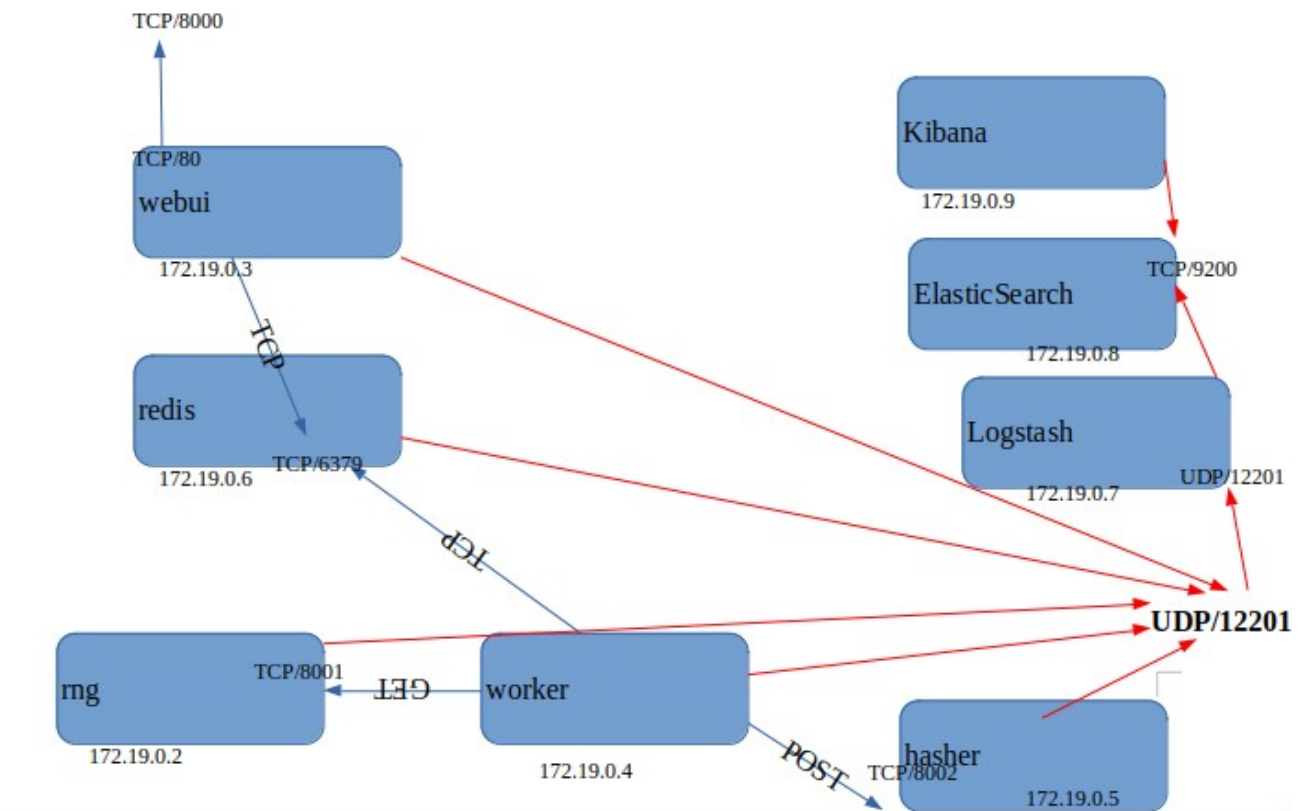 TCP/8000
TCP/80
webui
172.19.0.3
TCP
redis
TCP/6379
172.19.0.6
TCP
rng
TCP/8001
172.19.0.2
GET
worker
172.19.0.4
POST
TCP/8002
hasher
172.19.0.5
Kibana
172.19.0.9
TCP/9200
ElasticSearch
172.19.0.8
Logstash
UDP/12201
172.19.0.7
UDP/12201